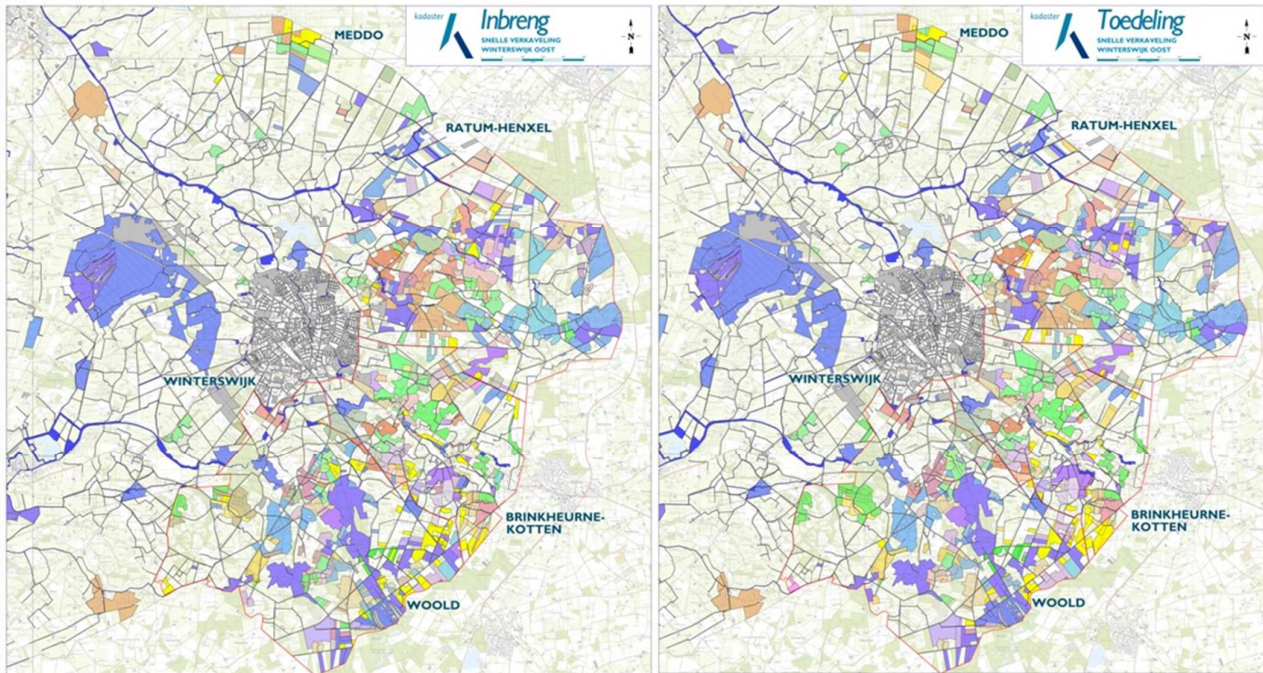 kadaster
Inbreng
SNELLE VERKAVELING
WINTERSWIJK OOST
N
MEDDO
RATUM-HENXEL
WINTERSWIJK
BRINKHEURNE-
KOTTEN
WOOLD
kadaster
Toedeling
SNELLE VERKAVELING
WINTERSWIJK OOST
N
MEDDO
RATUM-HENXEL
WINTERSWIJK
BRINKHEURNE-
KOTTEN
WOOLD